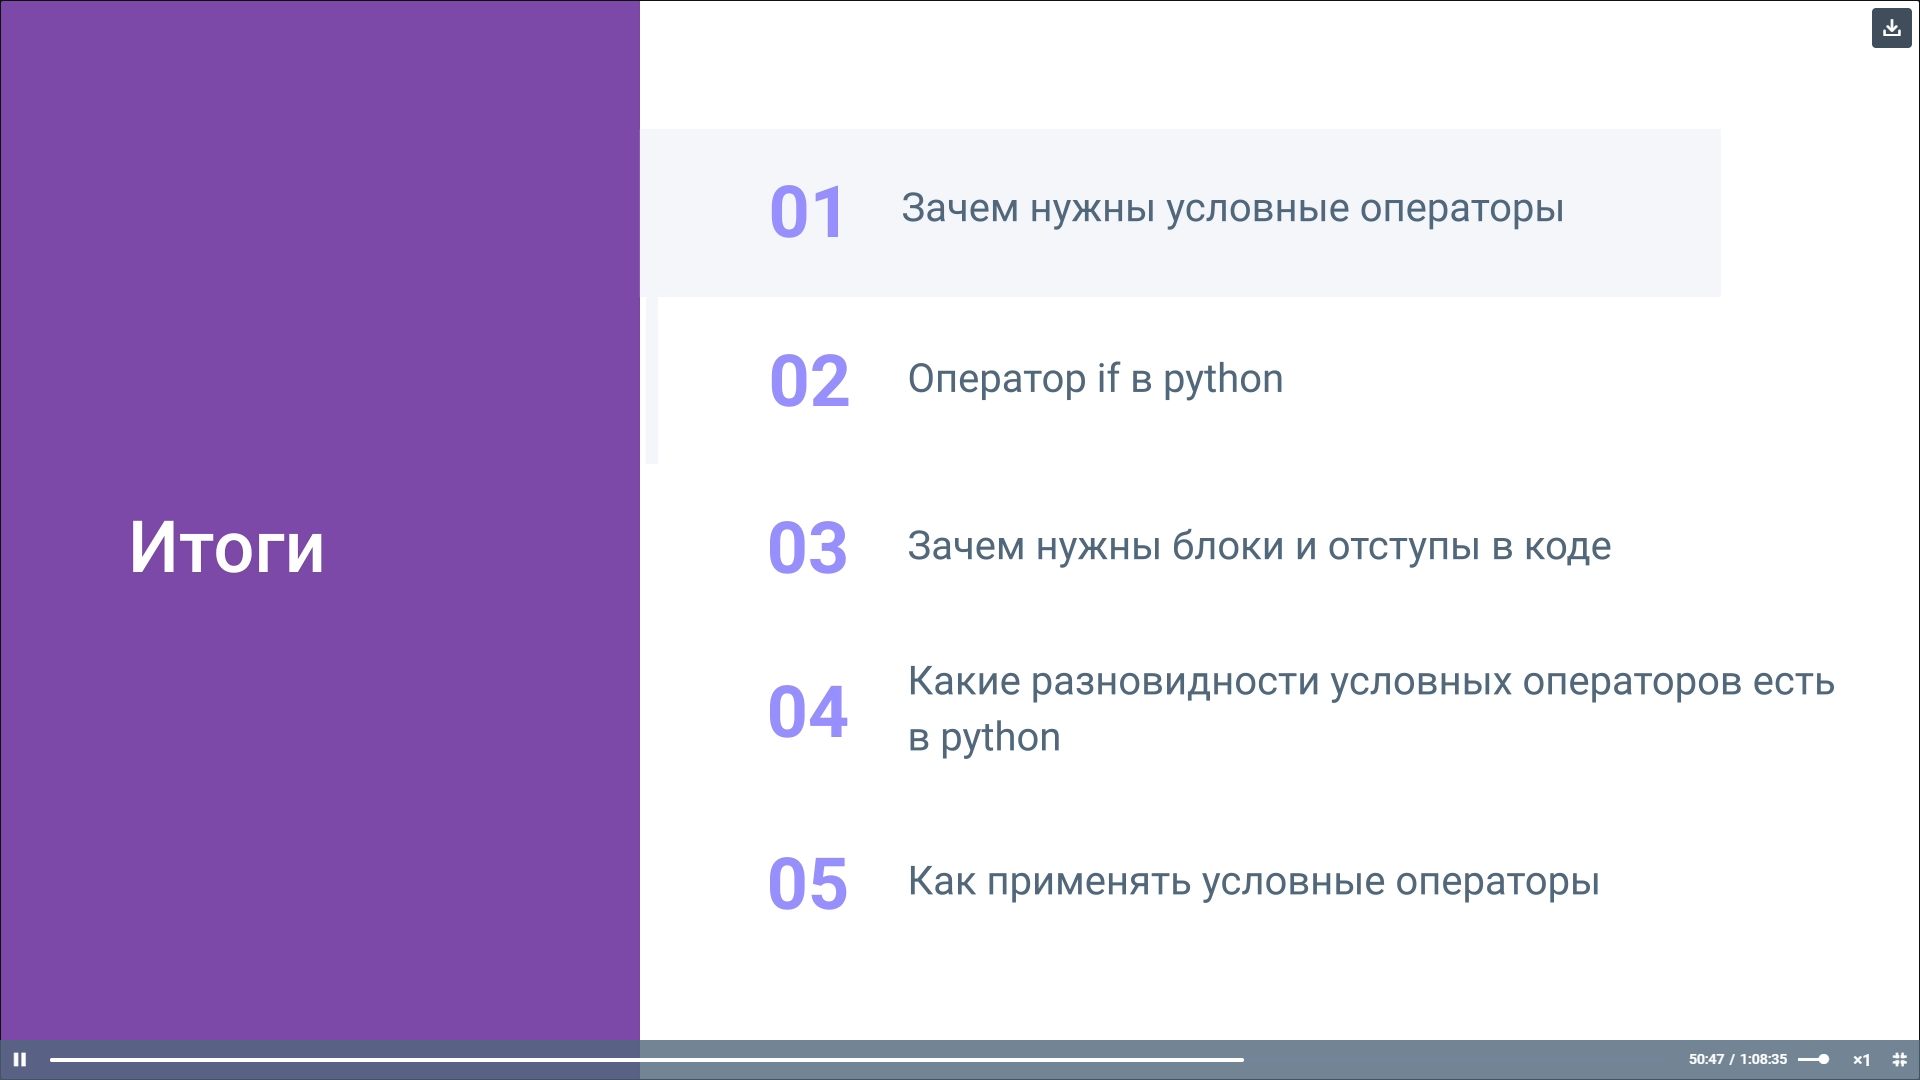 Итоги
01 Зачем нужны условные операторы
02 Оператор if в python
03 Зачем нужны блоки и отступы в коде
04 Какие разновидности условных операторов есть
в python
05 Как применять условные операторы
50:47 / 1:08:35 ×1